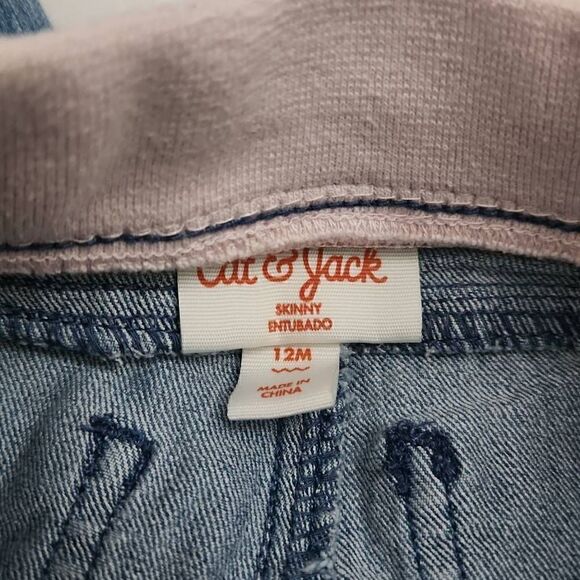 Cat & Jack
SKINNY
ENTUBADO
12M
MADE IN
CHINA